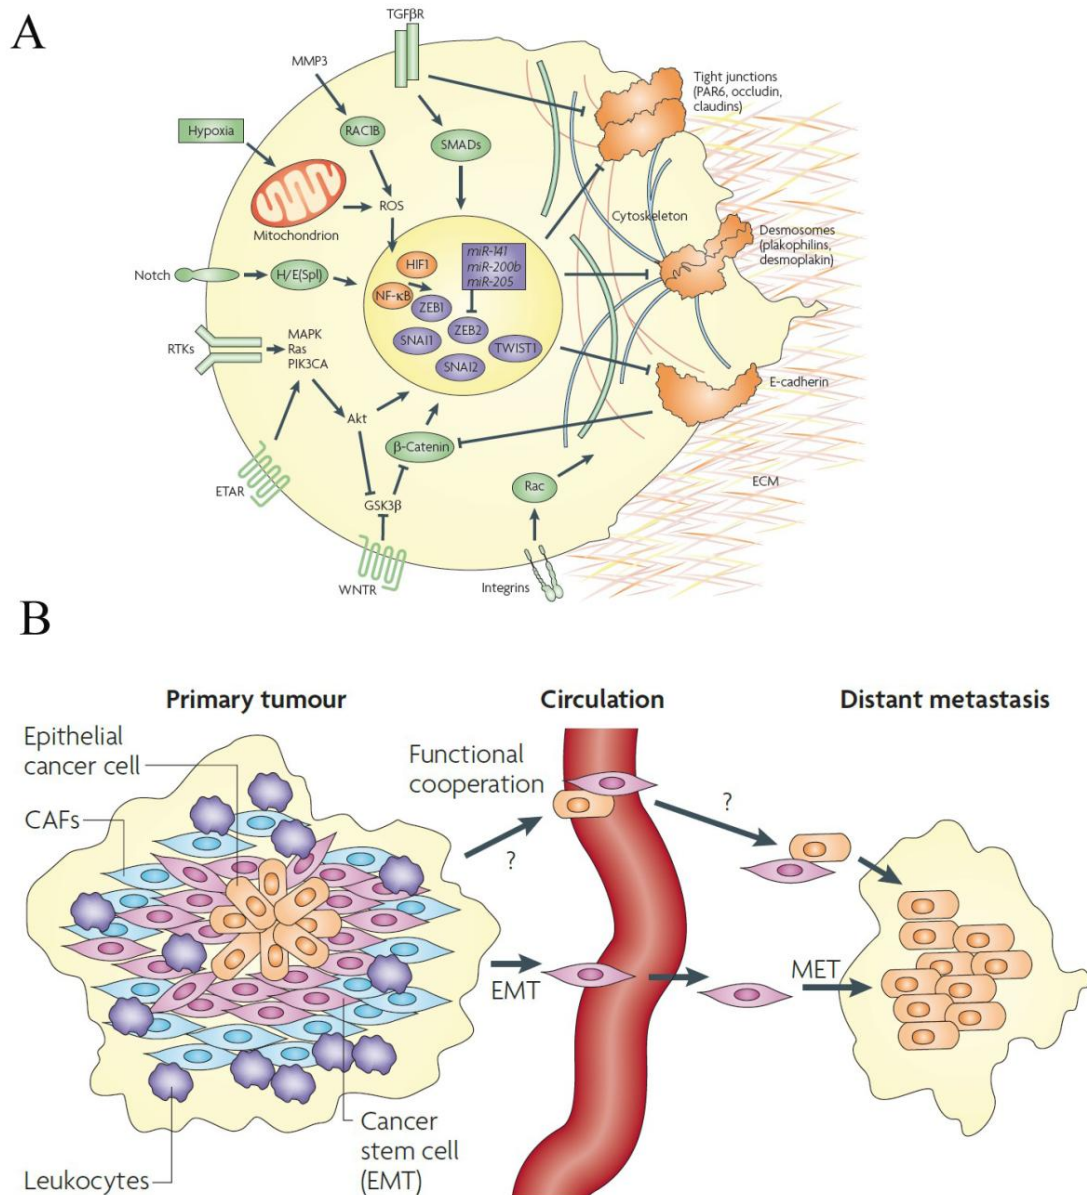 A
TGFβR
MMP3
Tight junctions
(PAR6, occludin,
claudins)
Hypoxia
RAC1B
SMADs
ROS
Mitochondrion
Cytoskeleton
Desmosomes
(plakophilins,
desmoplakin)
miR-141
miR-200b
miR-205
HIF1
Notch
H/E(Spl)
NF-κB
ZEB1
ZEB2
SNAI1
TWIST1
SNAI2
RTKs
MAPK
Ras
PIK3CA
E-cadherin
Akt
β-Catenin
ETAR
GSK3β
Rac
ECM
WNTR
Integrins
B
Primary tumour
Circulation
Distant metastasis
Epithelial
cancer cell
Functional
cooperation
CAFs
?
?
EMT
MET
Cancer
stem cell
(EMT)
Leukocytes